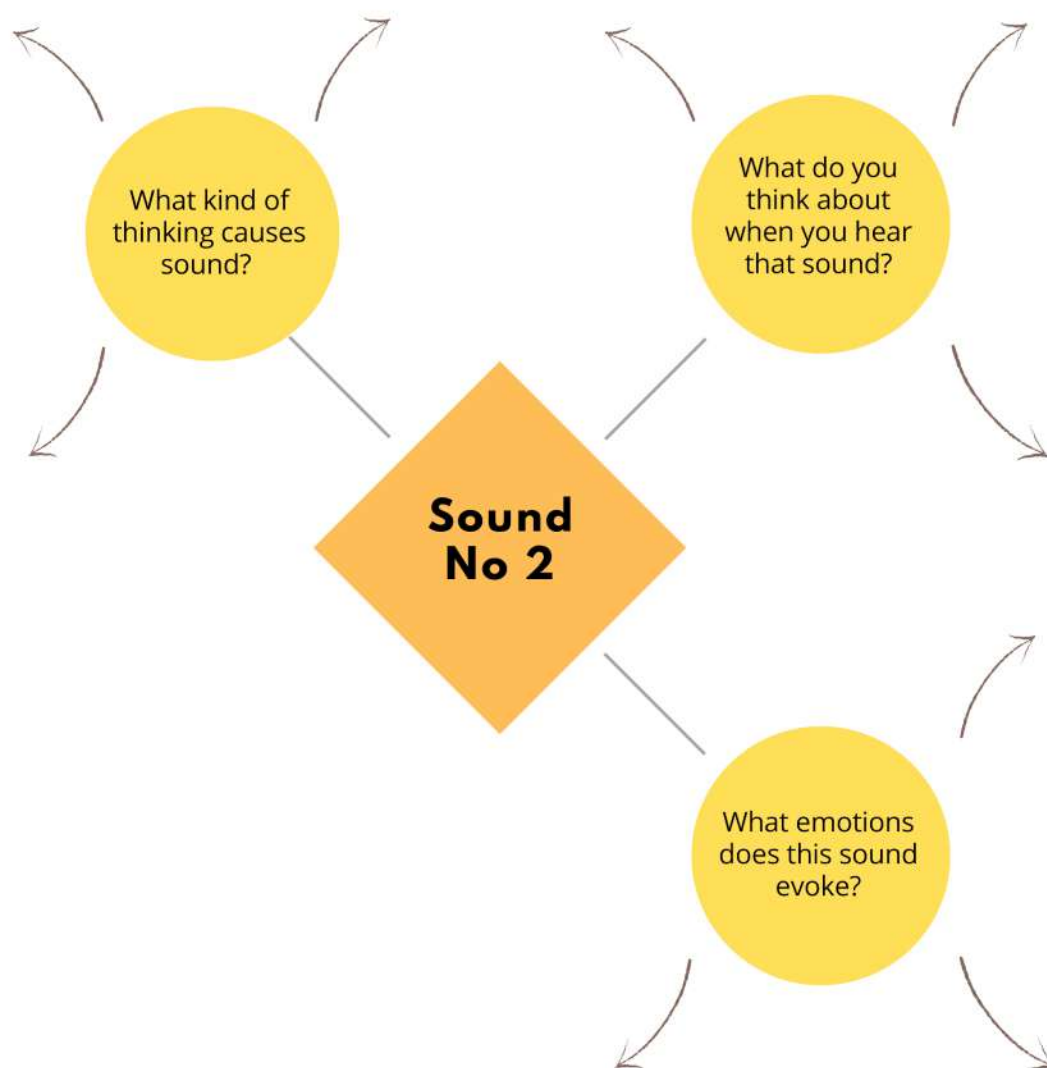 What kind of
thinking causes
sound?
What do you
think about
when you hear
that sound?
Sound
No 2
What emotions
does this sound
evoke?